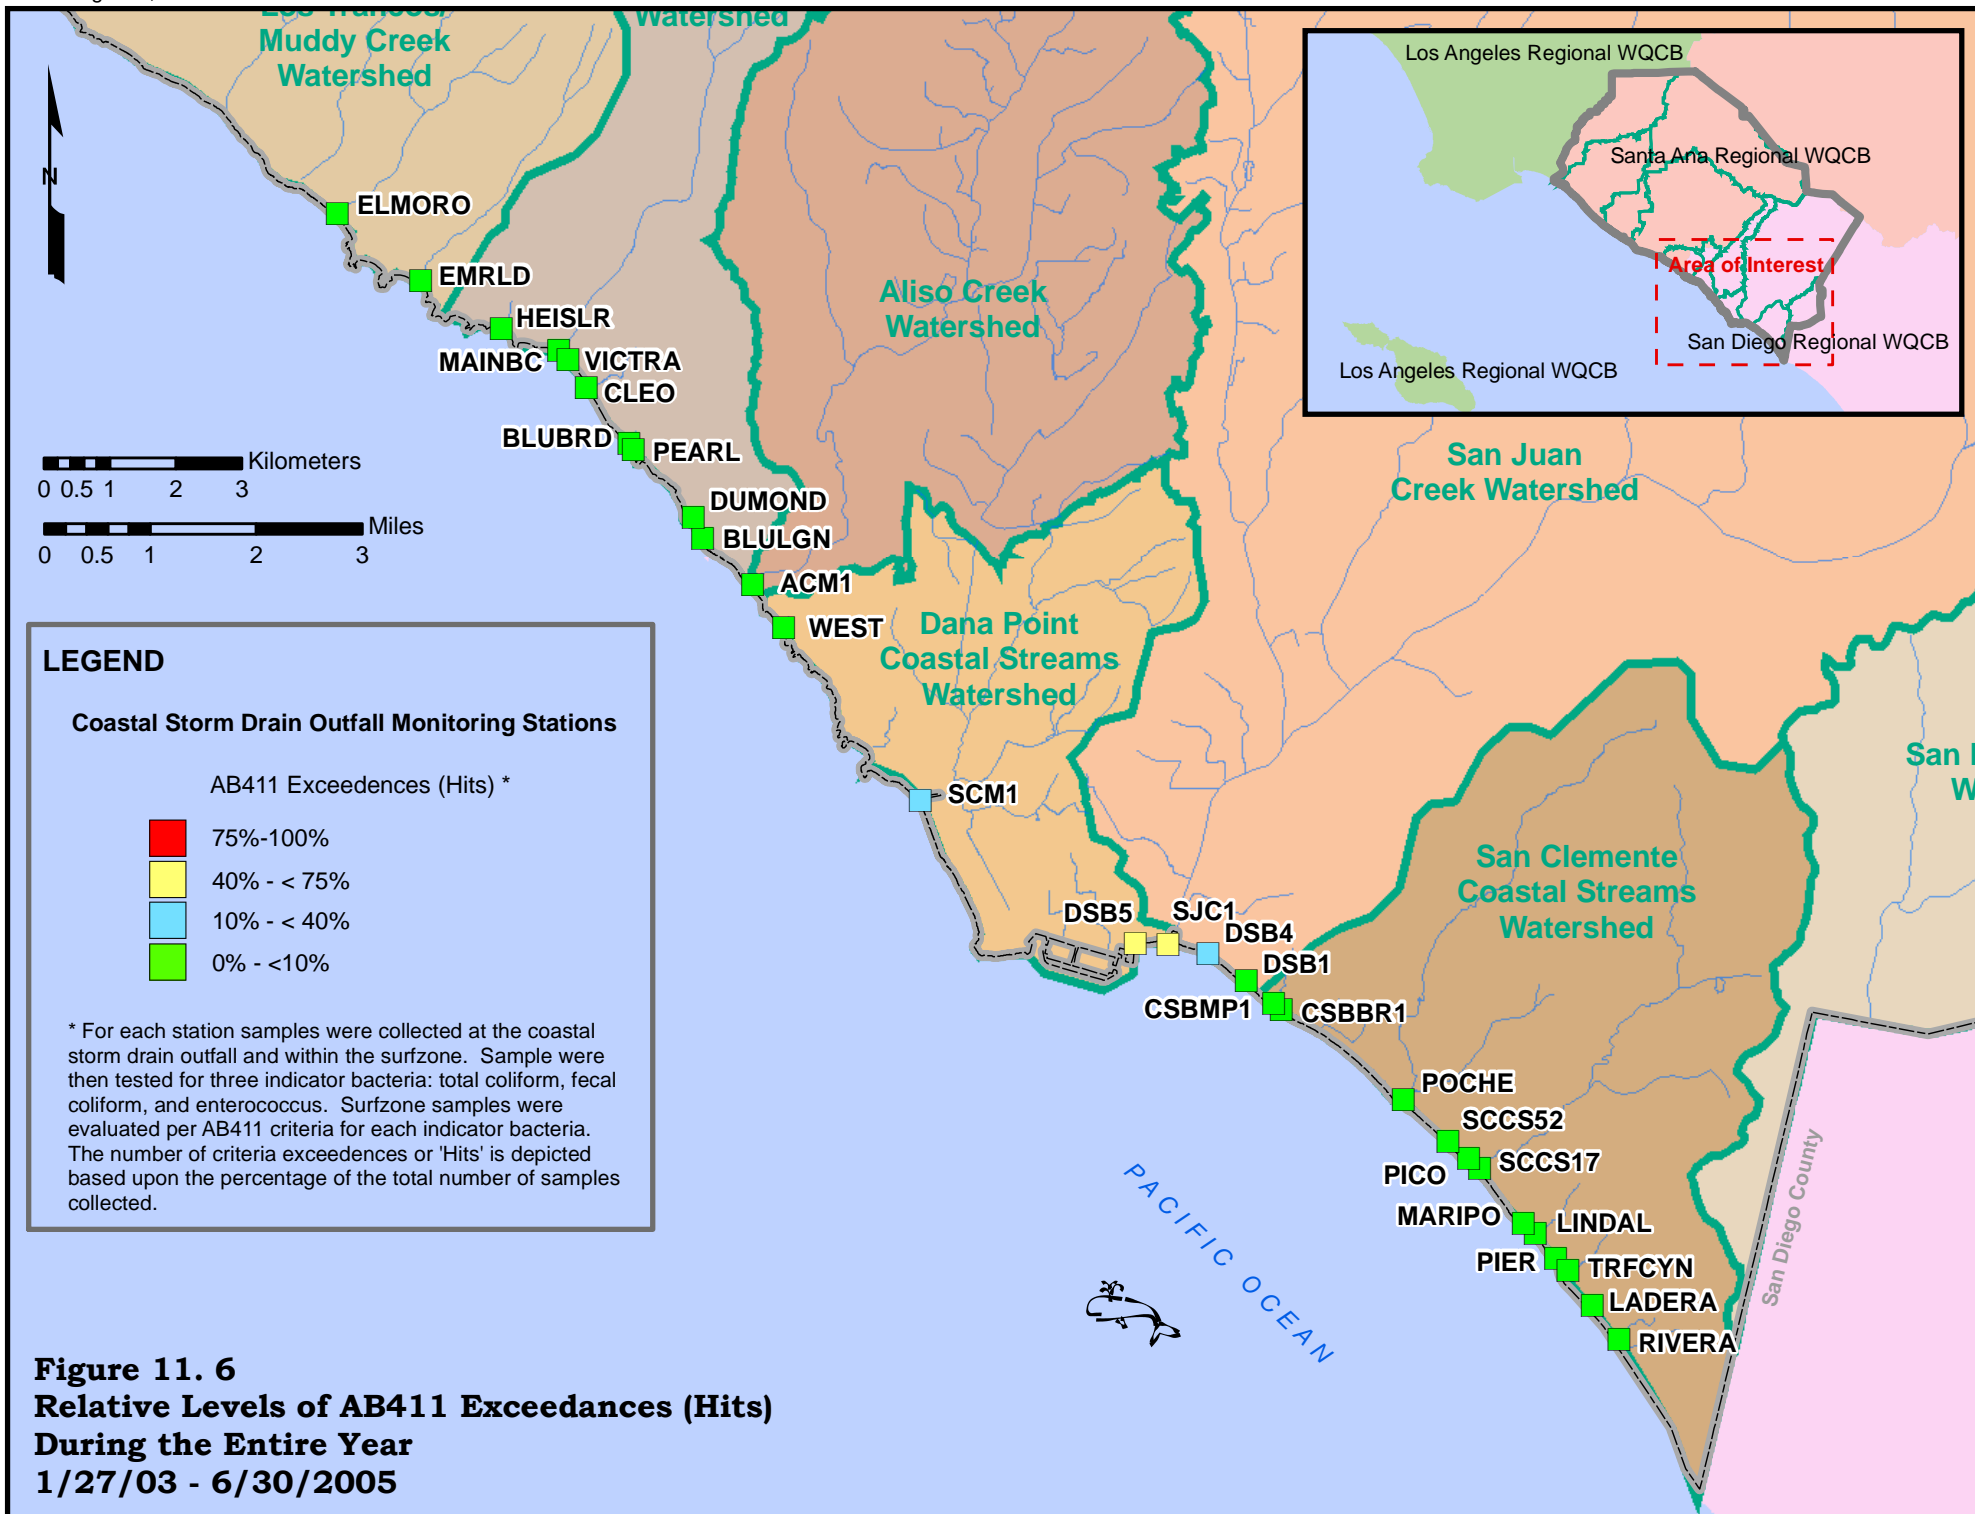 Muddy Creek
Watershed
Watershed
N
ELMORO
EMRLD
HEISLR
MAINBC
VICTRA
CLEO
BLUBRD
PEARL
DUMOND
BLULGN
ACM1
WEST
SCM1
DSB5
SJC1
DSB4
DSB1
CSBMP1
CSBBR1
POCHE
SCCS52
PICO
SCCS17
MARIPO
LINDAL
PIER
TRFCYN
LADERA
RIVERA
Aliso Creek
Watershed
San Juan
Creek Watershed
Dana Point
Coastal Streams
Watershed
San Clemente
Coastal Streams
Watershed
San
W
San Diego County
PACIFIC OCEAN
Los Angeles Regional WQCB
Santa Ana Regional WQCB
Area of Interest
San Diego Regional WQCB
Los Angeles Regional WQCB
Kilometers
0 0.5 1 2 3
Miles
0 0.5 1 2 3
LEGEND
Coastal Storm Drain Outfall Monitoring Stations
AB411 Exceedences (Hits) *
75%-100%
40% - < 75%
10% - < 40%
0% - <10%
* For each station samples were collected at the coastal
storm drain outfall and within the surfzone. Sample were
then tested for three indicator bacteria: total coliform, fecal
coliform, and enterococcus. Surfzone samples were
evaluated per AB411 criteria for each indicator bacteria.
The number of criteria exceedences or 'Hits' is depicted
based upon the percentage of the total number of samples
collected.
Figure 11. 6
Relative Levels of AB411 Exceedances (Hits)
During the Entire Year
1/27/03 - 6/30/2005